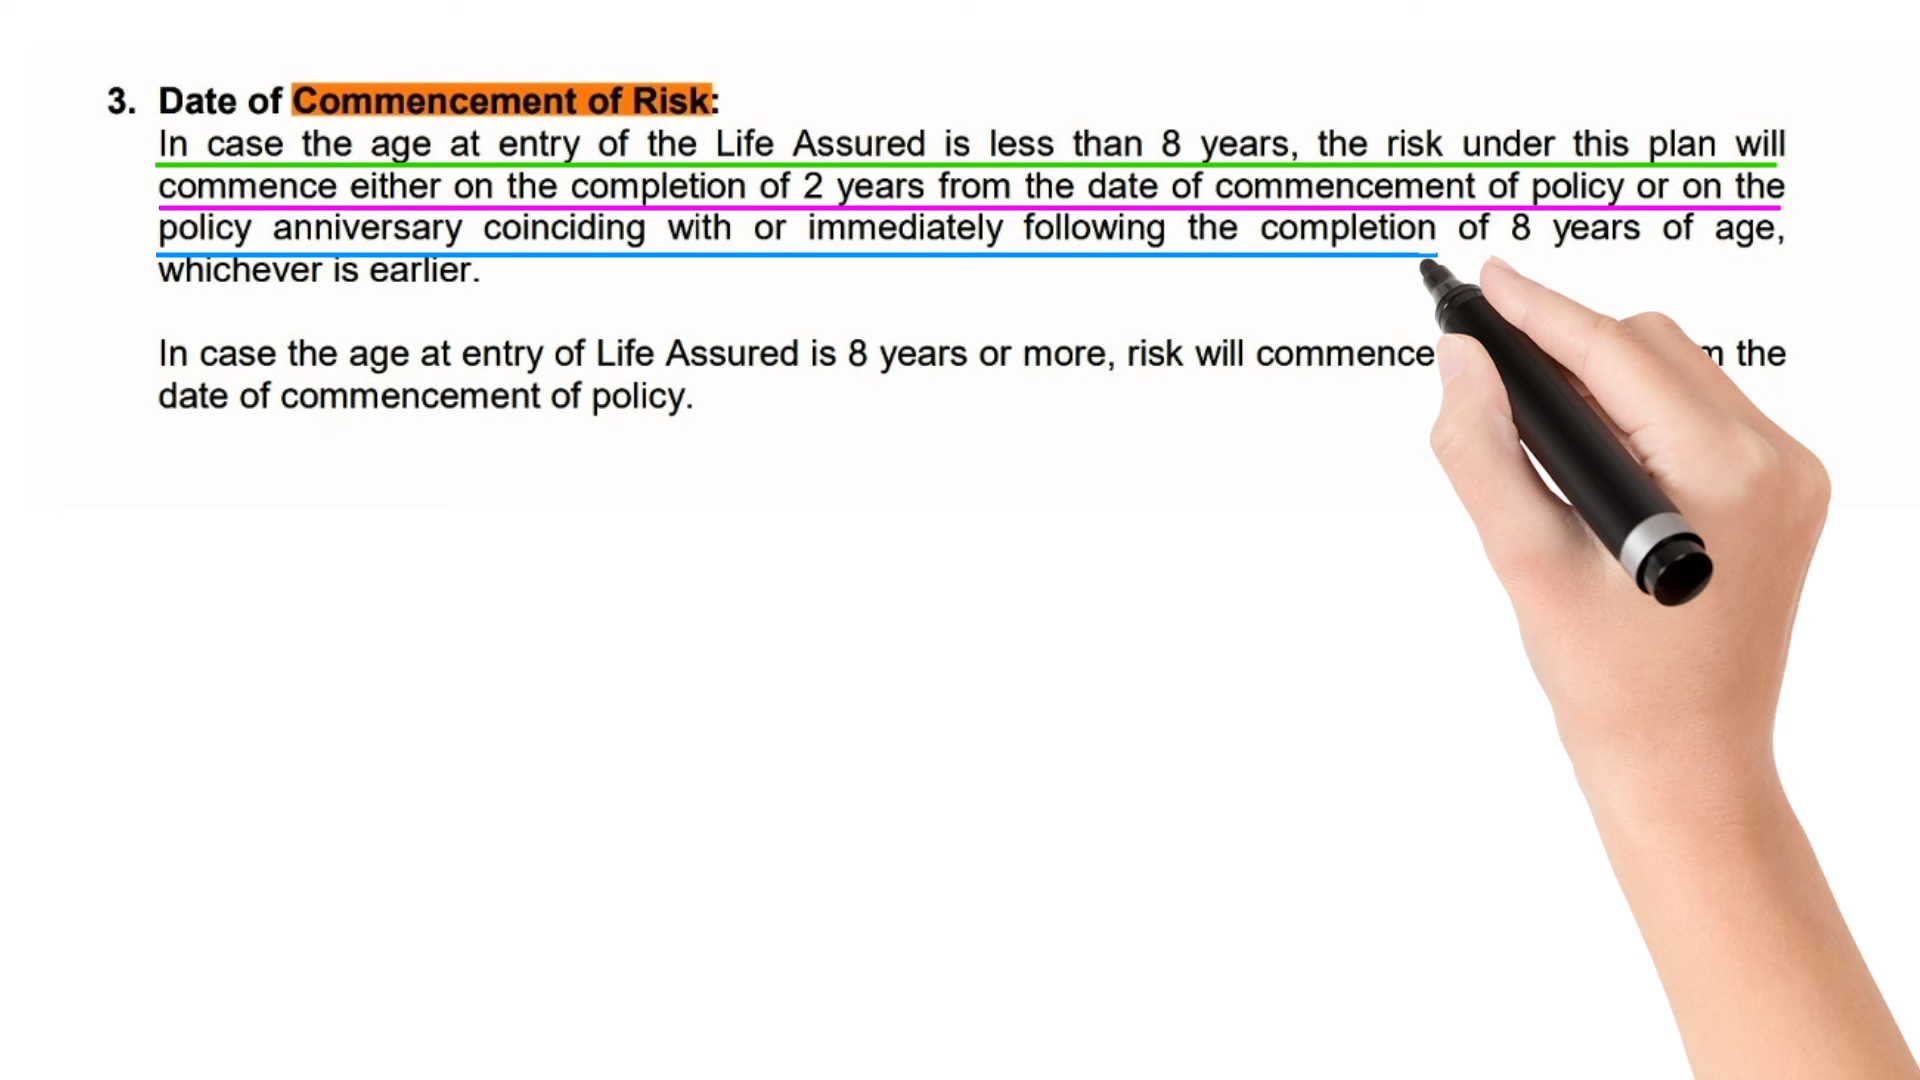 3. Date of Commencement of Risk:
In case the age at entry of the Life Assured is less than 8 years, the risk under this plan will
commence either on the completion of 2 years from the date of commencement of policy or on the
policy anniversary coinciding with or immediately following the completion of 8 years of age,
whichever is earlier.
In case the age at entry of Life Assured is 8 years or more, risk will commence the
date of commencement of policy.